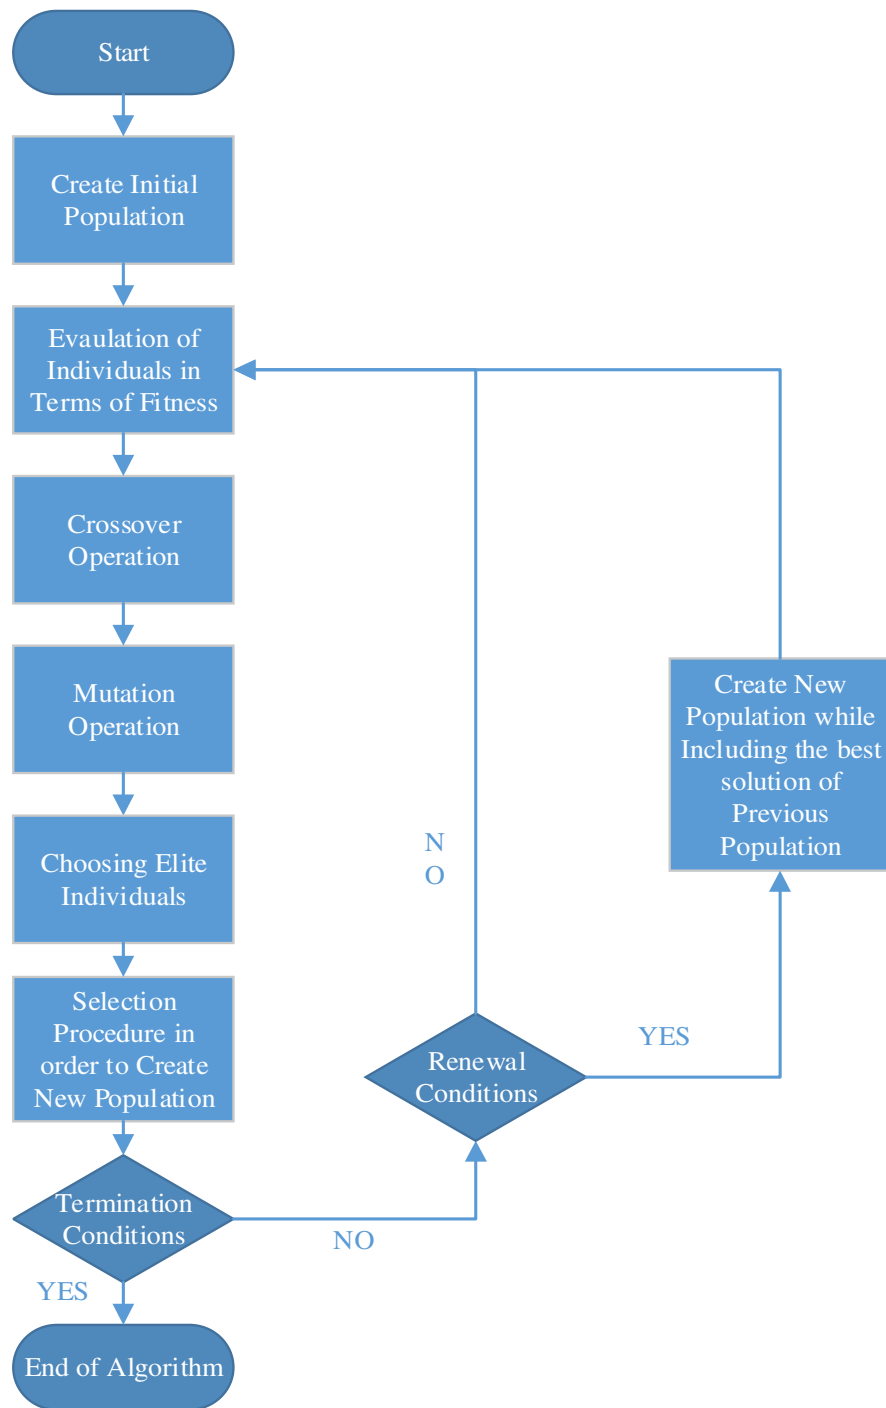 Start
Create Initial
Population
Evaulation of
Individuals in
Terms of Fitness
Crossover
Operation
Mutation
Operation
Choosing Elite
Individuals
Selection
Procedure in
order to Create
New Population
Termination
Conditions
YES
End of Algorithm
NO
Renewal
Conditions
N
O
YES
Create New
Population while
Including the best
solution of
Previous
Population